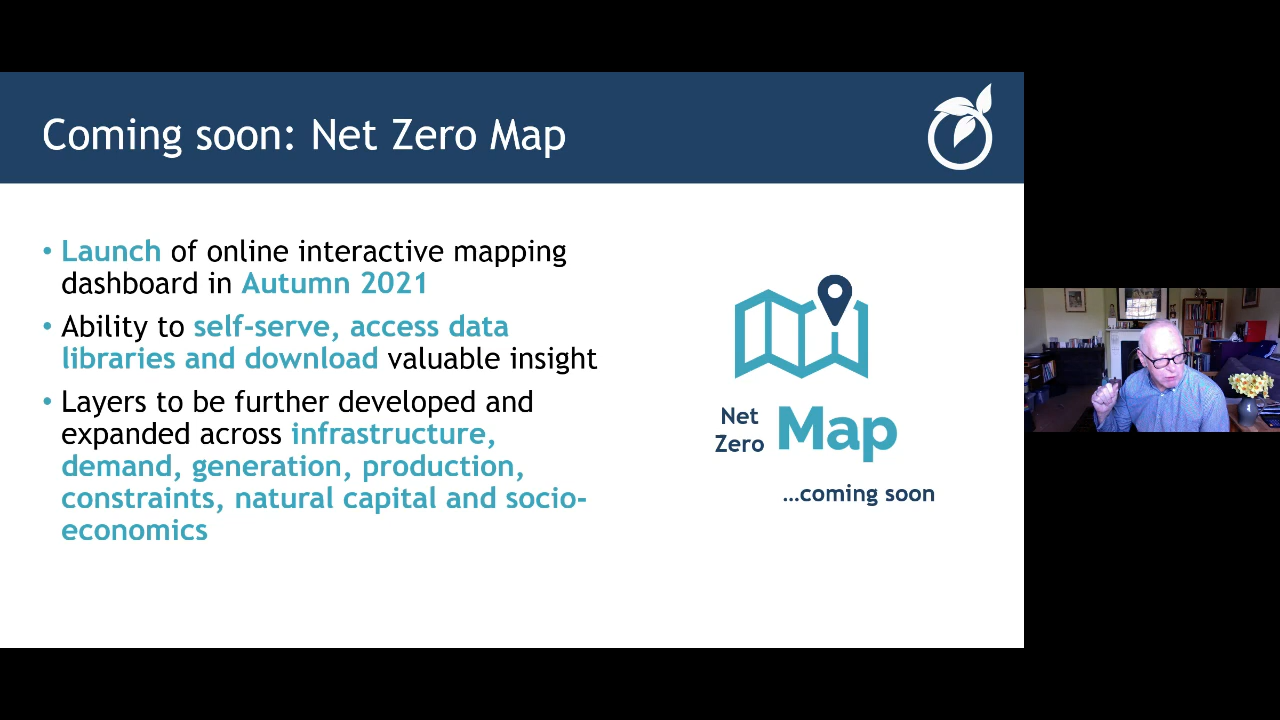 Coming soon: Net Zero Map
• Launch of online interactive mapping
dashboard in Autumn 2021
• Ability to self-serve, access data
libraries and download valuable insight
• Layers to be further developed and
expanded across infrastructure,
demand, generation, production,
constraints, natural capital and socio-
economics
Net
Zero Map
...coming soon